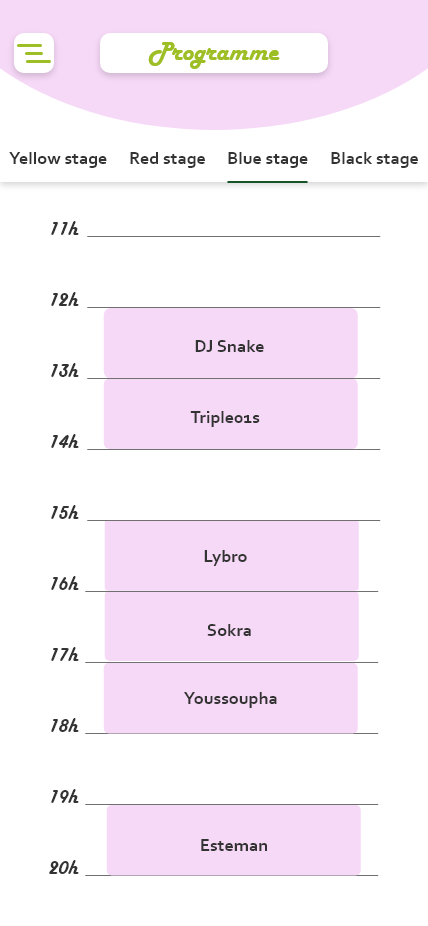 Programme
Yellow stage Red stage Blue stage Black stage
11h
12h
DJ Snake
13h
Triple01s
14h
15h
Lybro
16h
Sokra
17h
Youssoupha
18h
19h
Esteman
20h